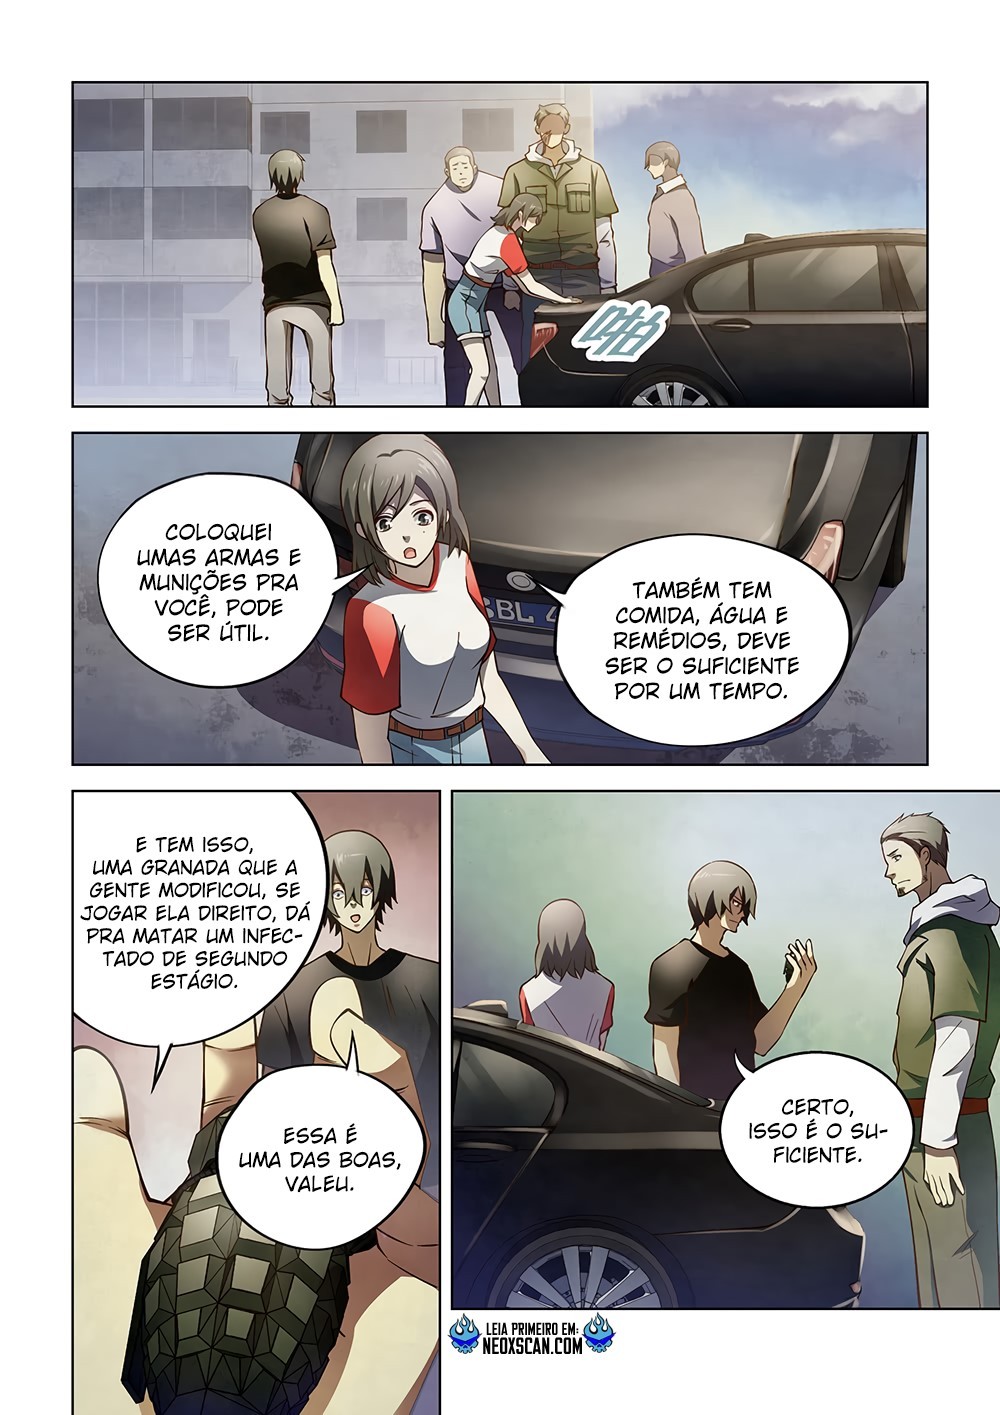 啪
COLOQUEI
UMAS ARMAS E
MUNIÇÕES PRA
VOCÊ, PODE
SER ÚTIL.
TAMBÉM TEM
COMIDA, ÁGUA E
REMÉDIOS, DEVE
SER O SUFICIENTE
POR UM TEMPO.
BBL 4
E TEM ISSO,
UMA GRANADA QUE A
GENTE MODIFICOU, SE
JOGAR ELA DIREITO, DÁ
PRA MATAR UM INFEC-
TADO DE SEGUNDO
ESTÁGIO.
ESSA É
UMA DAS BOAS,
VALEU.
CERTO,
ISSO É O SU-
FICIENTE.
LEIA PRIMEIRO EM:
NEOXSCAN.COM